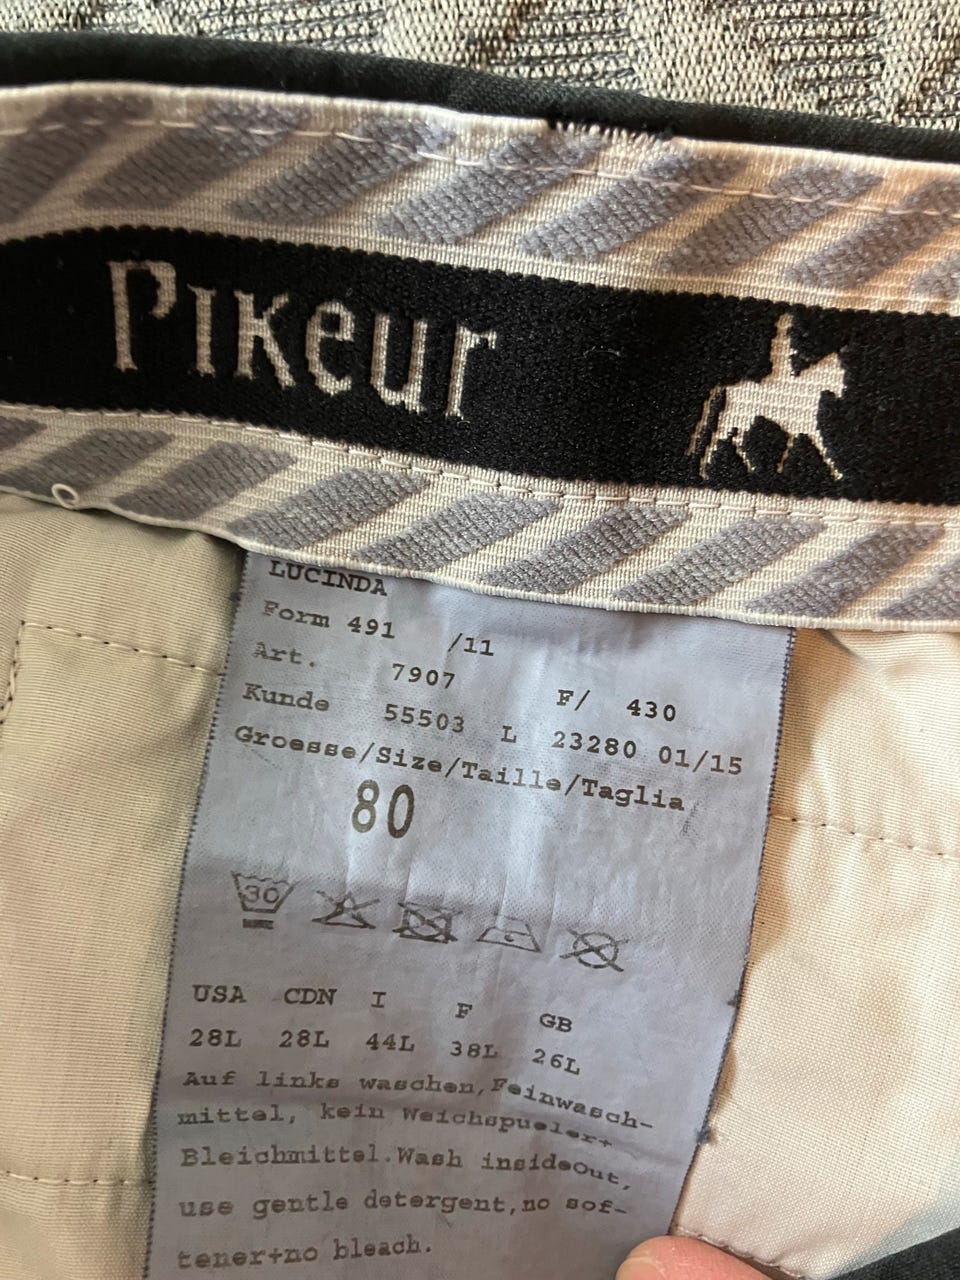 Pikeur
LUCINDA
Form 491 /11
Art. 7907 F/ 430
Kunde 55503 L 23280 01/15
Groesse/Size/Taille/Taglia
80
30
USA CDN I F GB
28L 28L 44L 38L 26L
Auf links waschen,Feinwasch-
mittel, kein Weichspueler+
Bleichmittel.Wash insideOut,
use gentle detergent,no sof-
tener+no bleach.